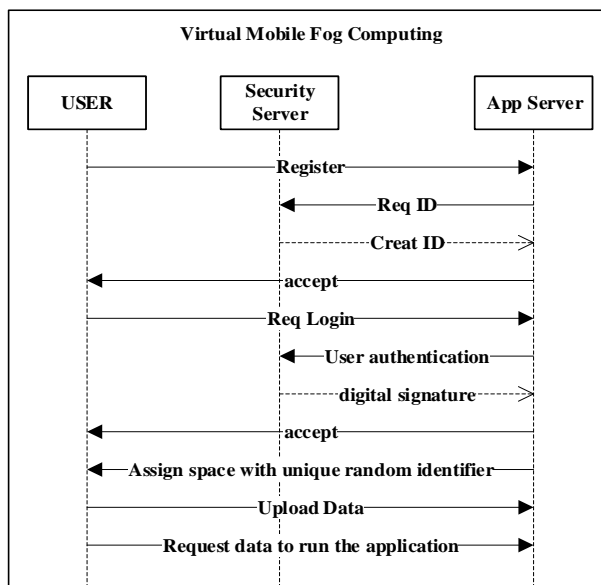 Virtual Mobile Fog Computing
USER
Security
Server
App Server
Register
Req ID
Creat ID
accept
Req Login
User authentication
digital signature
accept
Assign space with unique random identifier
Upload Data
Request data to run the application